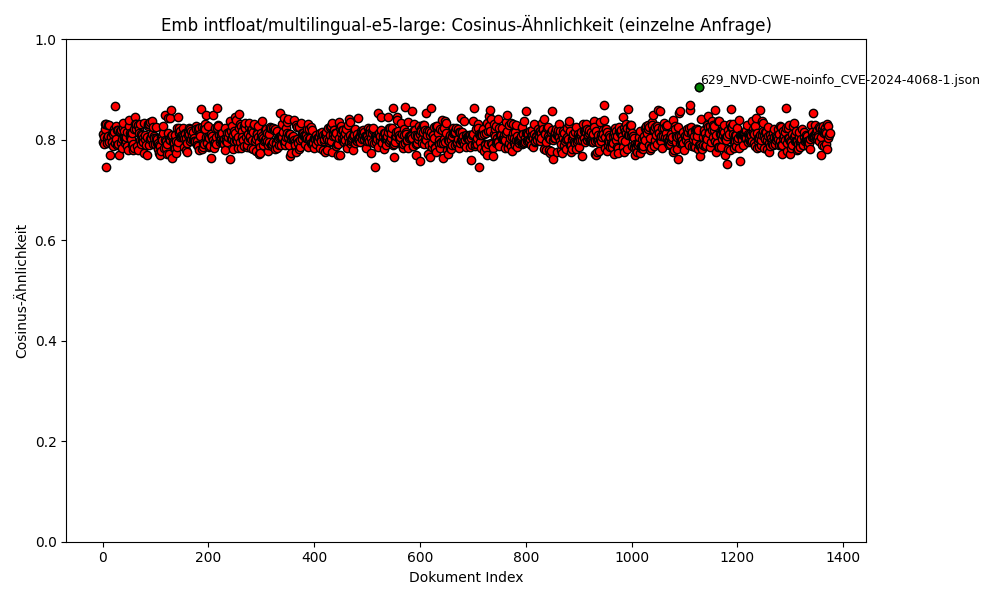 Emb intfloat/multilingual-e5-large: Cosinus-Ähnlichkeit (einzelne Anfrage)
1.0
629_NVD-CWE-noinfo_CVE-2024-4068-1.json
0.8
0.6
Cosinus-Ähnlichkeit
0.4
0.2
0.0
0 200 400 600 800 1000 1200 1400
Dokument Index